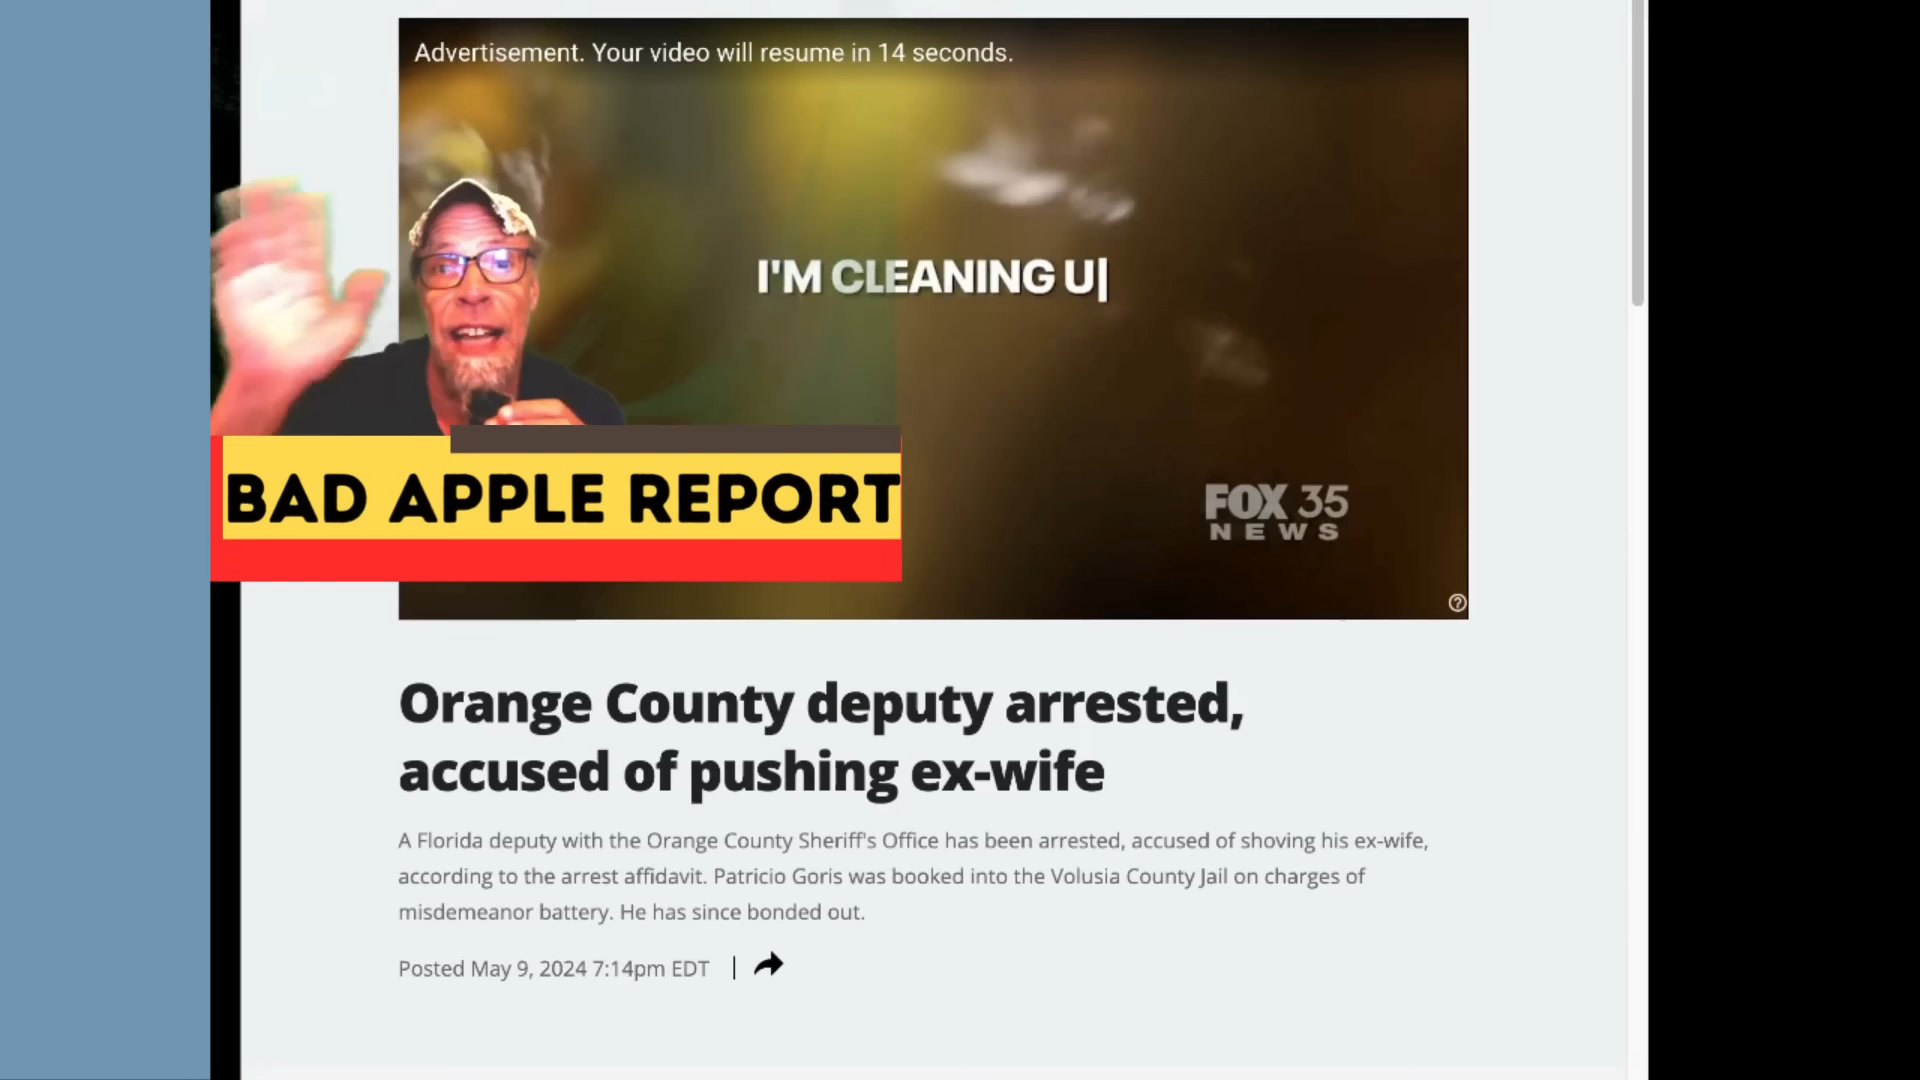 Advertisement. Your video will resume in 14 seconds.
I'M CLEANING U
BAD APPLE REPORT
FOX 35
NEWS
Orange County deputy arrested,
accused of pushing ex-wife
A Florida deputy with the Orange County Sheriff's Office has been arrested, accused of shoving his ex-wife,
according to the arrest affidavit. Patricio Goris was booked into the Volusia County Jail on charges of
misdemeanor battery. He has since bonded out.
Posted May 9, 2024 7:14pm EDT